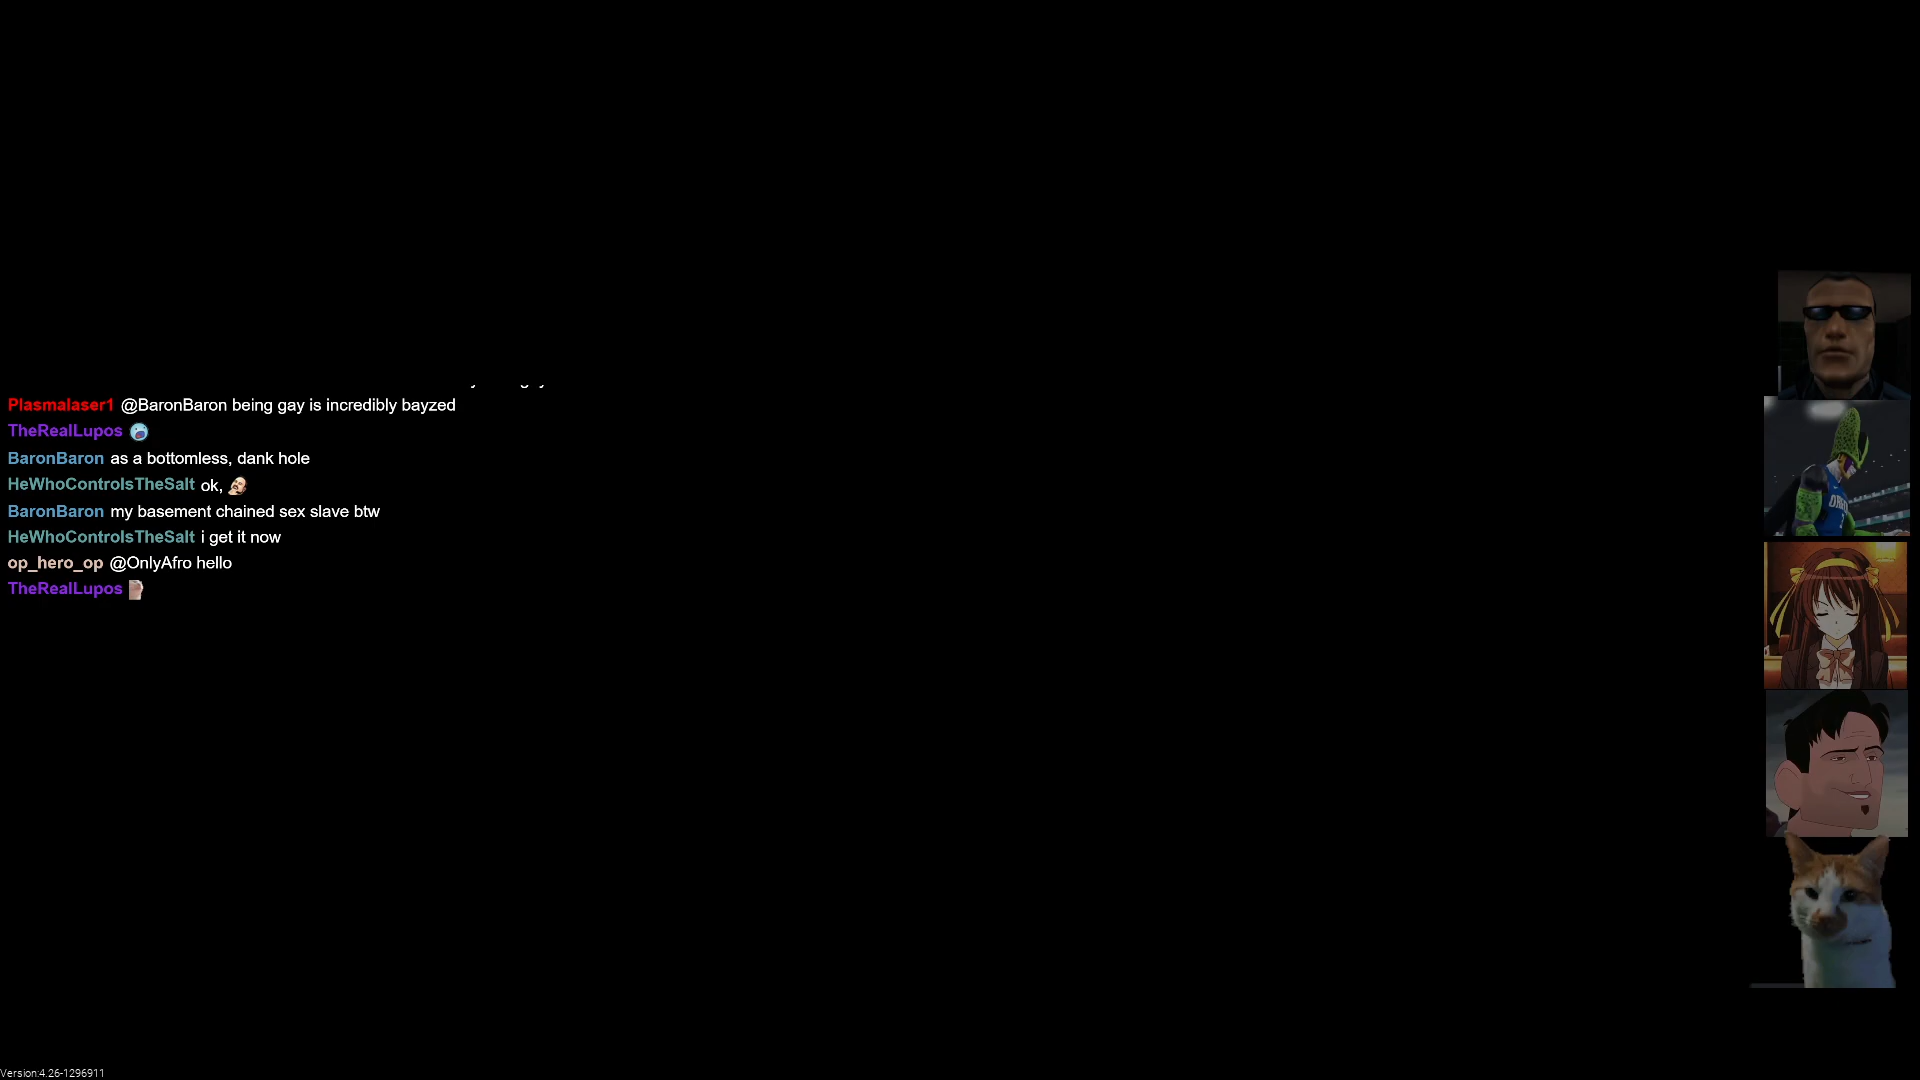 Plasmalaser1 @BaronBaron being gay is incredibly bayzed
TheRealLupos
BaronBaron as a bottomless, dank hole
HeWhoControlsTheSalt ok,
BaronBaron my basement chained sex slave btw
HeWhoControlsTheSalt i get it now
op_hero_op @OnlyAfro hello
TheRealLupos
Version:4.26-1296911